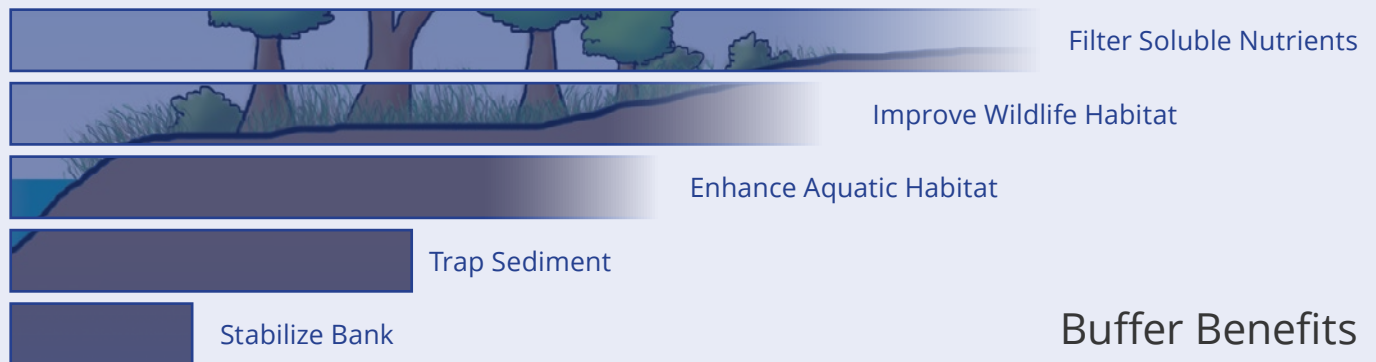 Filter Soluble Nutrients
Improve Wildlife Habitat
Enhance Aquatic Habitat
Trap Sediment
Stabilize Bank
Buffer Benefits